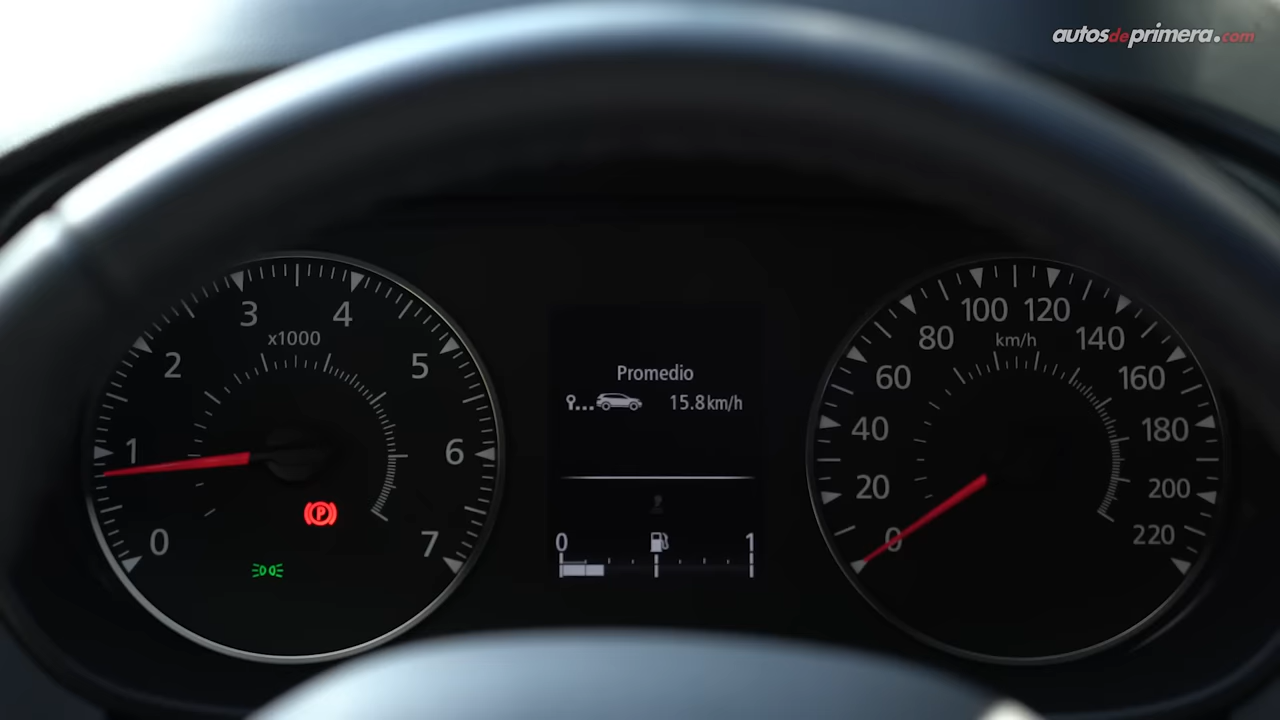 autosdeprimera.com
0 1 2 3 4 5 6 7
x1000
P
Promedio
15.8 km/h
0 1
0 20 40 60 80 100 120 140 160 180 200 220
km/h